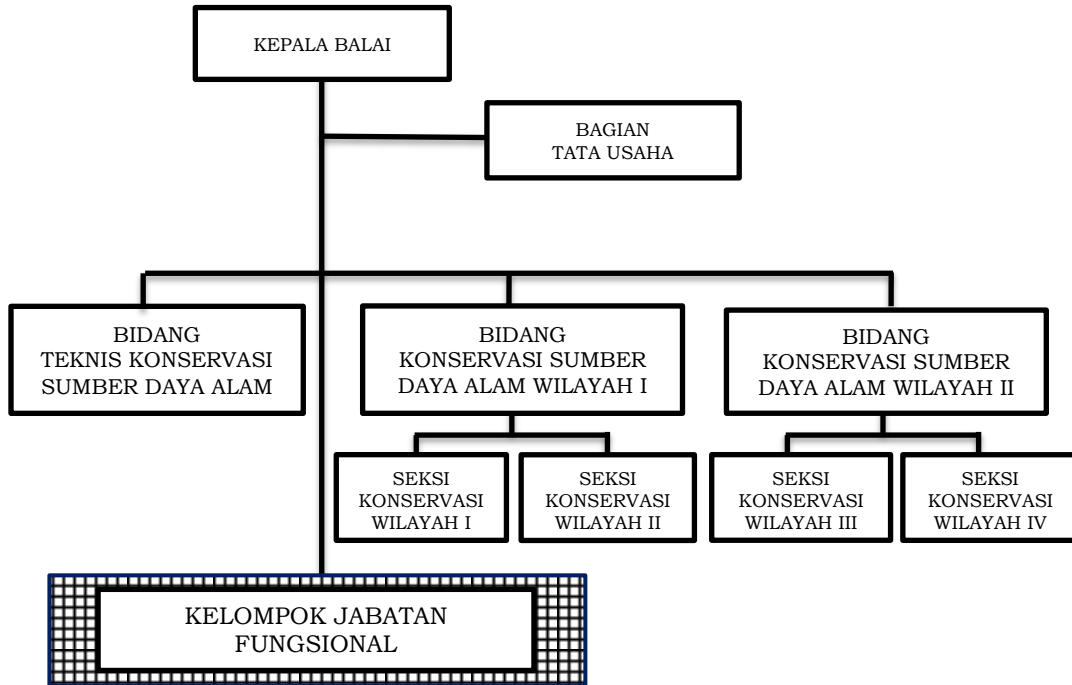 KEPALA BALAI
BAGIAN
TATA USAHA
BIDANG
TEKNIS KONSERVASI
SUMBER DAYA ALAM
BIDANG
KONSERVASI SUMBER
DAYA ALAM WILAYAH I
BIDANG
KONSERVASI SUMBER
DAYA ALAM WILAYAH II
SEKSI
KONSERVASI
WILAYAH I
SEKSI
KONSERVASI
WILAYAH II
SEKSI
KONSERVASI
WILAYAH III
SEKSI
KONSERVASI
WILAYAH IV
KELOMPOK JABATAN
FUNGSIONAL